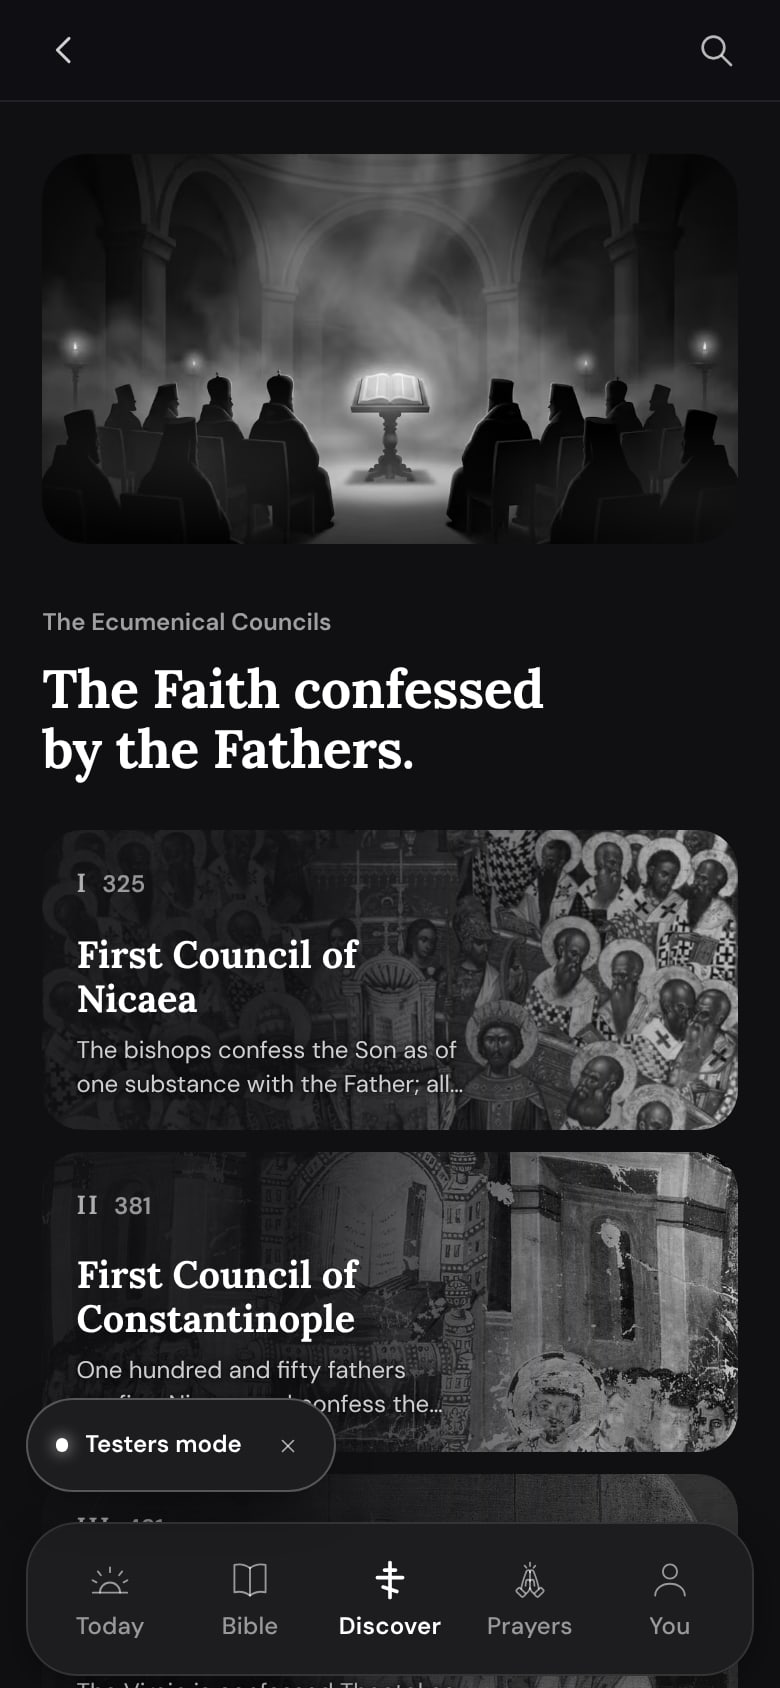 The Ecumenical Councils
The Faith confessed
by the Fathers.
I 325
First Council of
Nicaea
The bishops confess the Son as of
one substance with the Father; all...
II 381
First Council of
Constantinople
One hundred and fifty fathers
confess the...
Testers mode
Today
Bible
Discover
Prayers
You